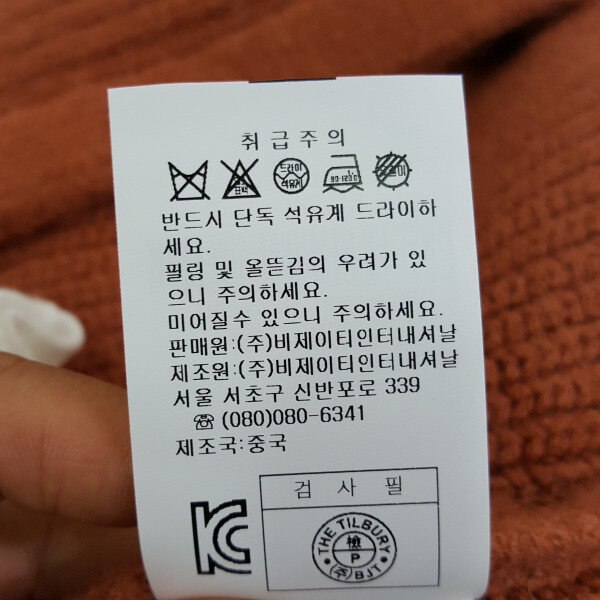 취급주의
드라이
석유계
80-120℃
반드시 단독 석유계 드라이하
세요.
필링 및 올뜯김의 우려가 있
으니 주의하세요.
미어질수 있으니 주의하세요.
판매원:(주)비제이티인터내셔날
제조원:(주)비제이티인터내셔날
서울 서초구 신반포로 339
☏ (080)080-6341
제조국:중국
검사필
THE TILBURY
檢
P
(주)BJT